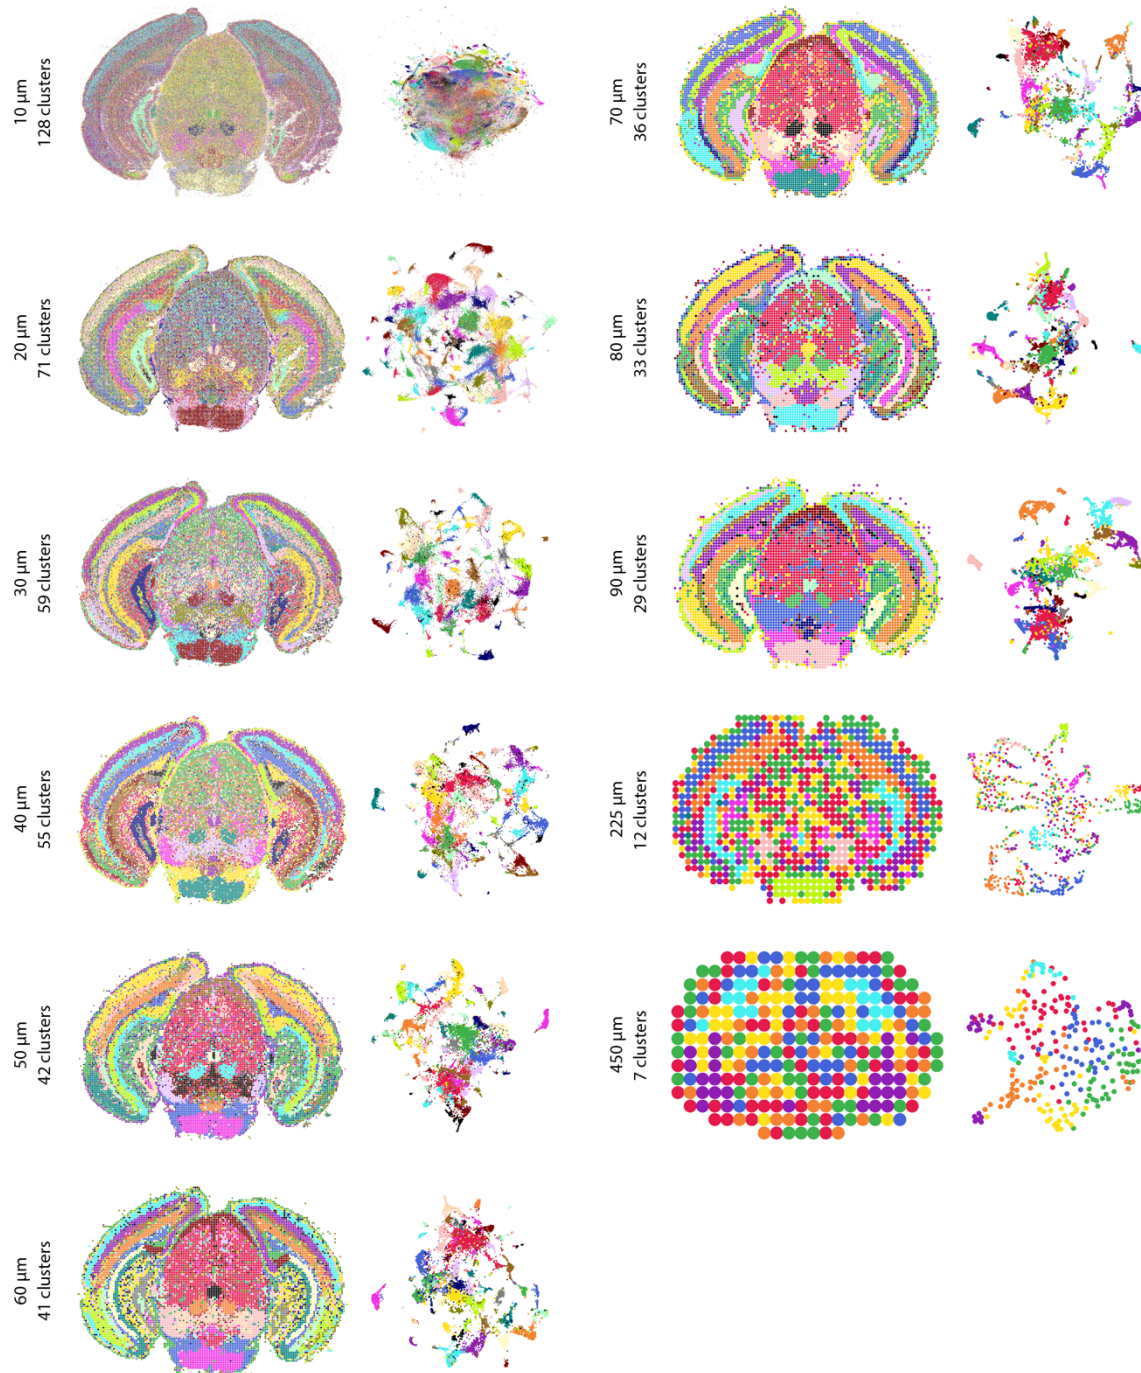 10 µm
128 clusters
20 µm
71 clusters
30 µm
59 clusters
40 µm
55 clusters
50 µm
42 clusters
60 µm
41 clusters
70 µm
36 clusters
80 µm
33 clusters
90 µm
29 clusters
225 µm
12 clusters
450 µm
7 clusters